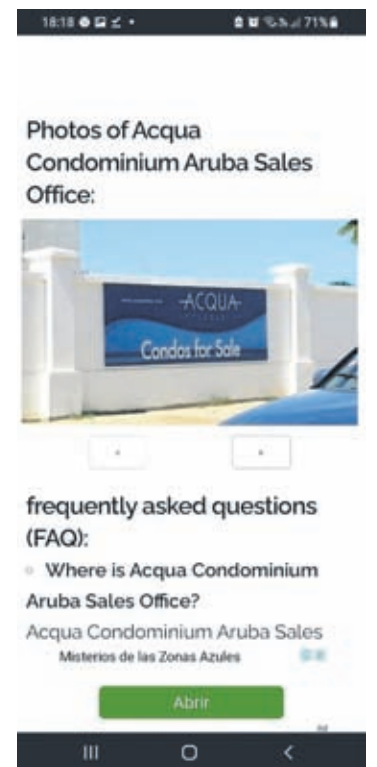 18:18
71%
Photos of Acqua
Condominium Aruba Sales
Office:
ACQUA
Condos for Sale
frequently asked questions
(FAQ):
Where is Acqua Condominium
Aruba Sales Office?
Acqua Condominium Aruba Sales
Misterios de las Zonas Azules
Abrir